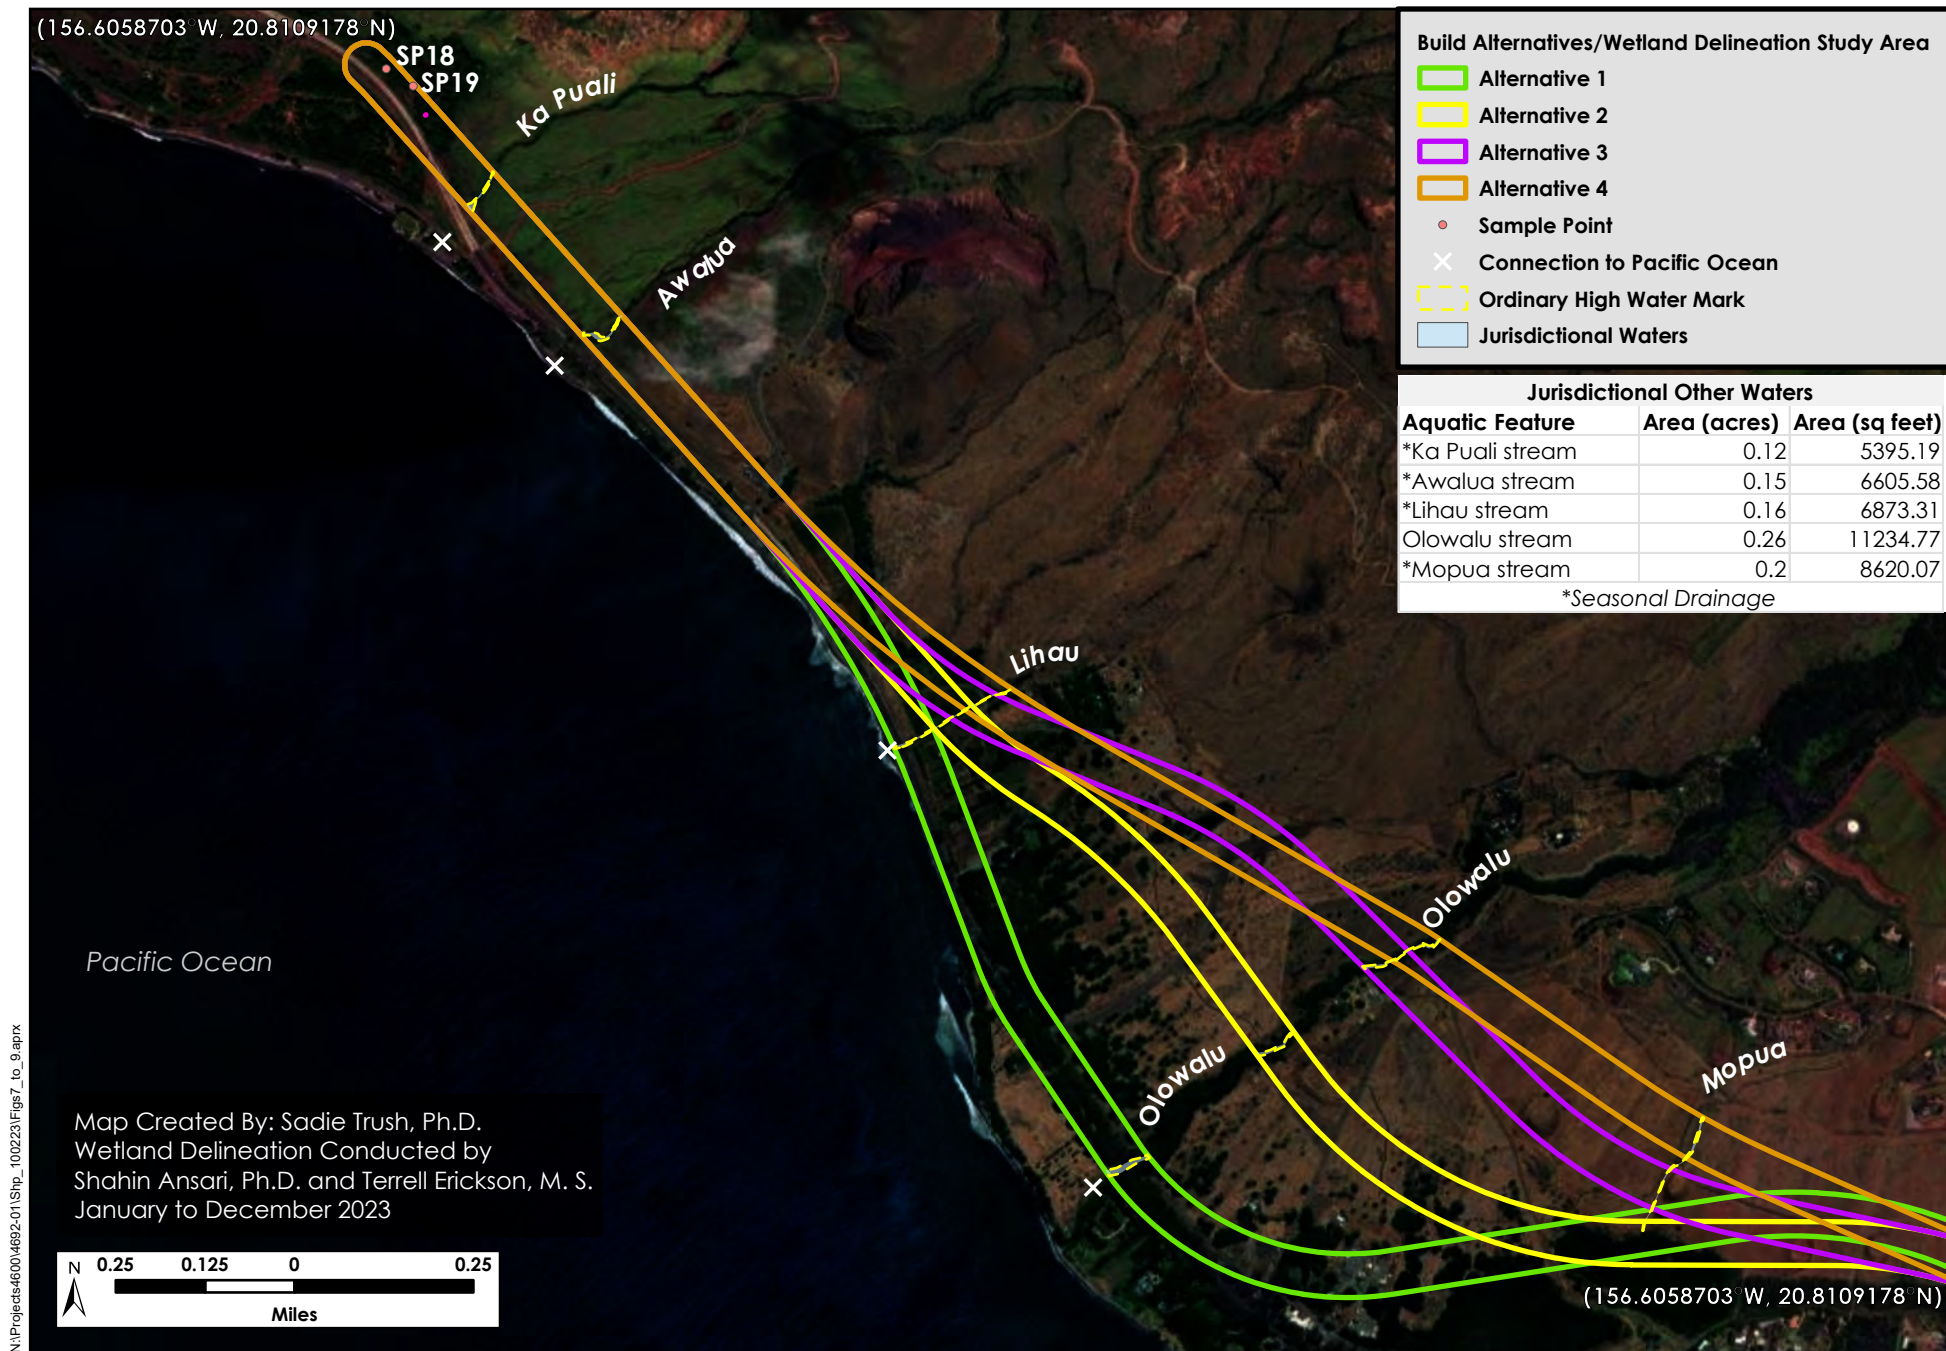 (156.6058703°W, 20.8109178°N)
SP18
SP19
Ka Puali
Awalua
Lihau
Olowalu
Olowalu
Mopua
Pacific Ocean
Build Alternatives/Wetland Delineation Study Area
Alternative 1
Alternative 2
Alternative 3
Alternative 4
Sample Point
Connection to Pacific Ocean
Ordinary High Water Mark
Jurisdictional Waters
Jurisdictional Other Waters
Aquatic Feature Area (acres) Area (sq feet)
*Ka Puali stream 0.12 5395.19
*Awalua stream 0.15 6605.58
*Lihau stream 0.16 6873.31
Olowalu stream 0.26 11234.77
*Mopua stream 0.2 8620.07
*Seasonal Drainage
Map Created By: Sadie Trush, Ph.D.
Wetland Delineation Conducted by
Shahin Ansari, Ph.D. and Terrell Erickson, M. S.
January to December 2023
N 0.25 0.125 0 0.25
Miles
(156.6058703°W, 20.8109178°N)
N:\Projects4600\4692-01\Shp_100223\Figs7_to_9.aprx